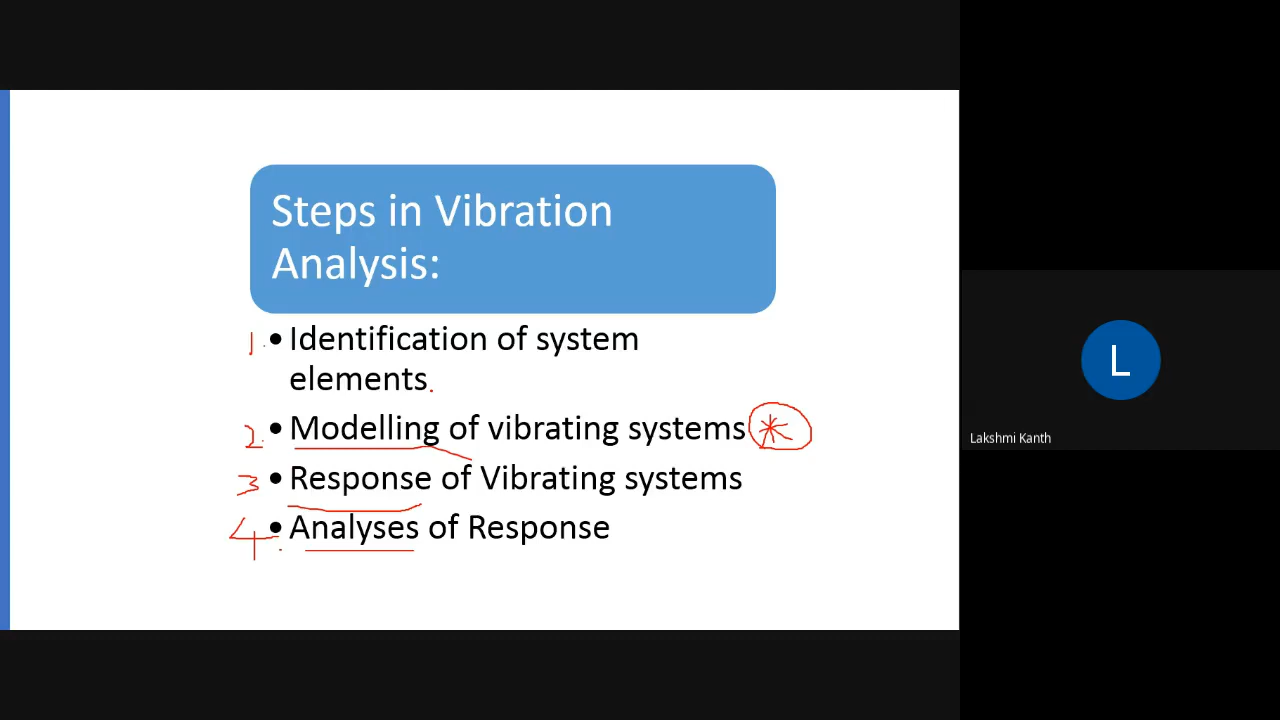 Steps in Vibration
Analysis:
1. • Identification of system
elements.
2. • Modelling of vibrating systems *
3 • Response of Vibrating systems
4. • Analyses of Response
L
Lakshmi Kanth